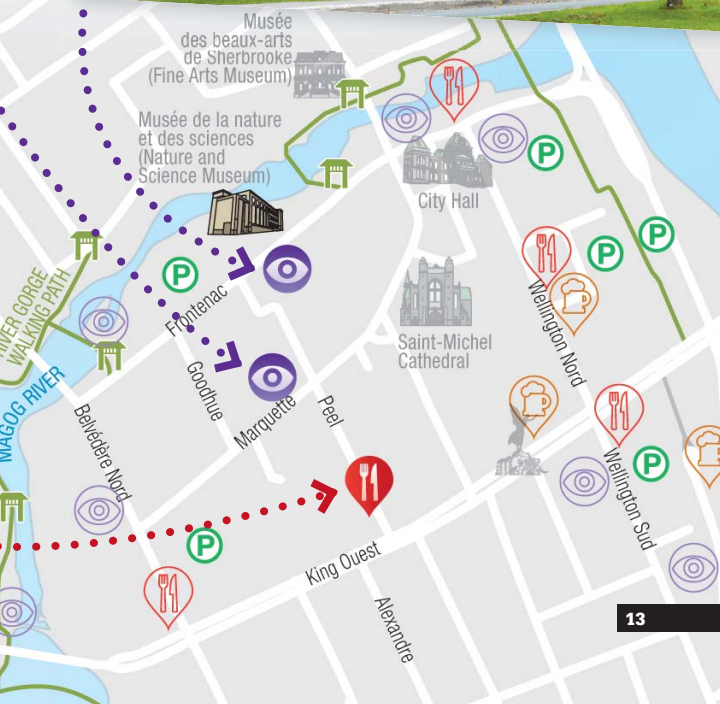 Musée
des beaux-arts
de Sherbrooke
(Fine Arts Museum)
Musée de la nature
et des sciences
(Nature and
Science Museum)
P
City Hall
P
P
P
Frontenac
Wellington Nord
WALKING PATH
Saint-Michel
Cathedral
MAGOG RIVER
Goodhue
Marquette
Peel
Belvédère Nord
P
Wellington Sud
P
King Ouest
Alexandre
13